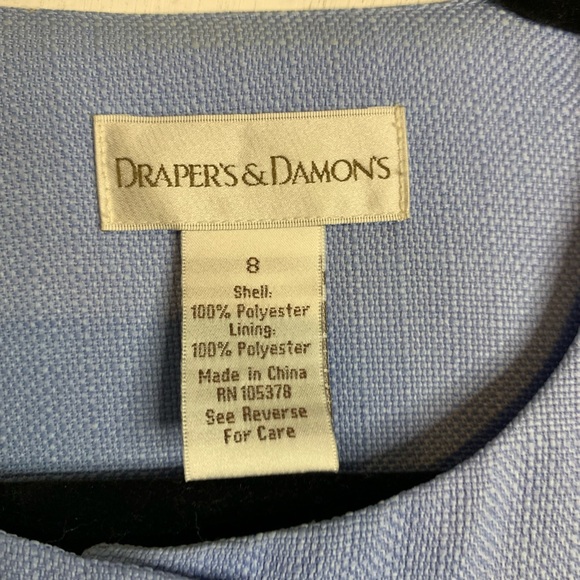 DRAPER'S & DAMON'S
8
Shell:
100% Polyester
Lining:
100% Polyester
Made in China
RN 105378
See Reverse
For Care